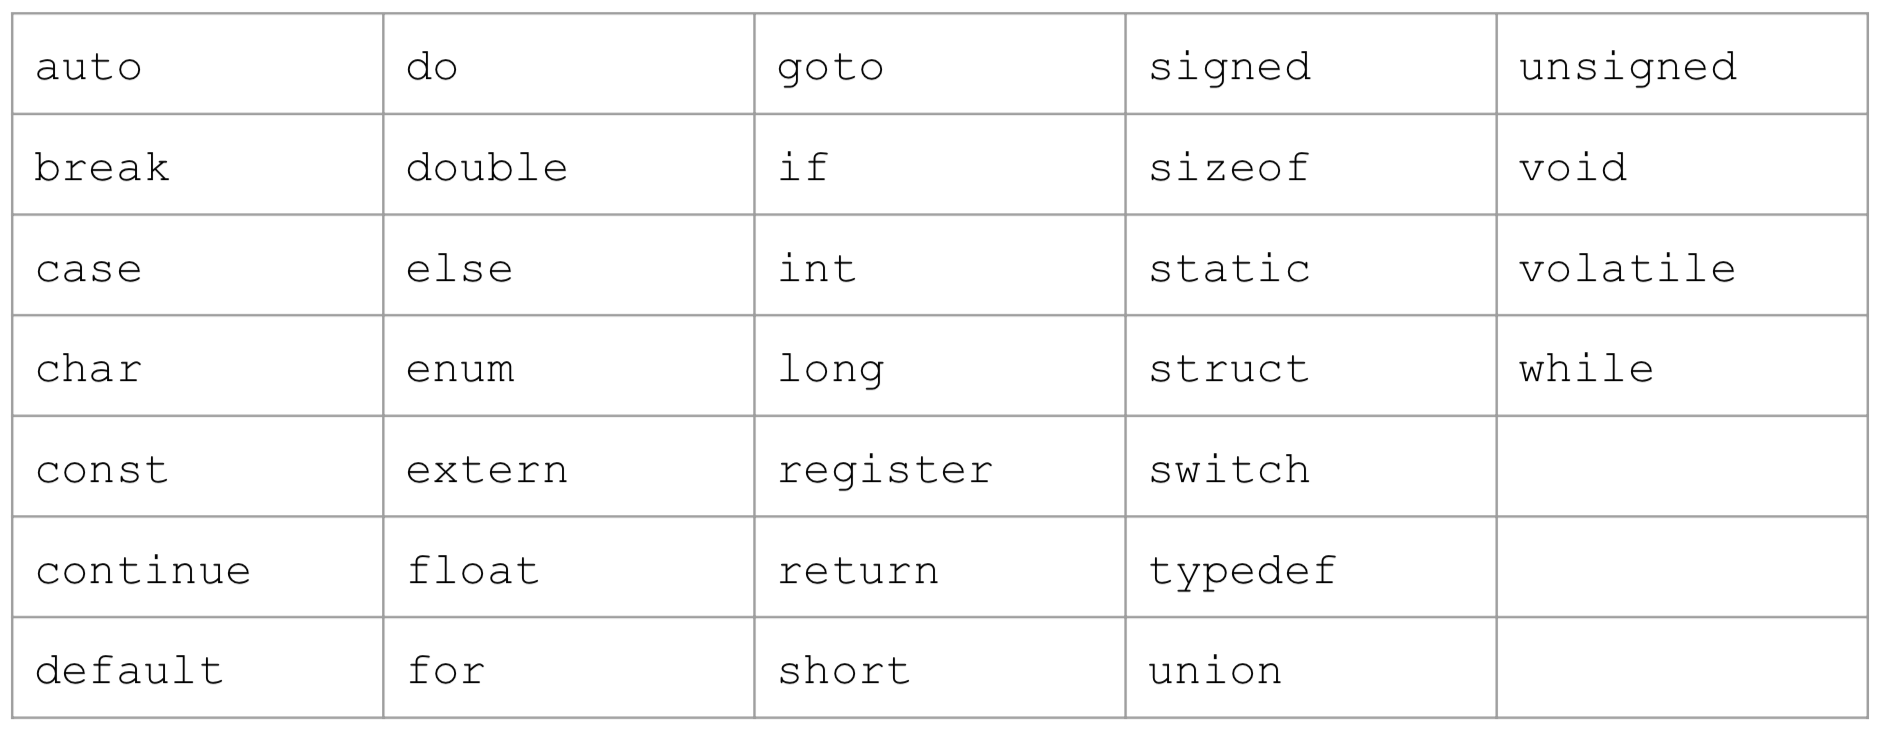 auto do goto signed unsigned
break double if sizeof void
case else int static volatile
char enum long struct while
const extern register switch
continue float return typedef
default for short union